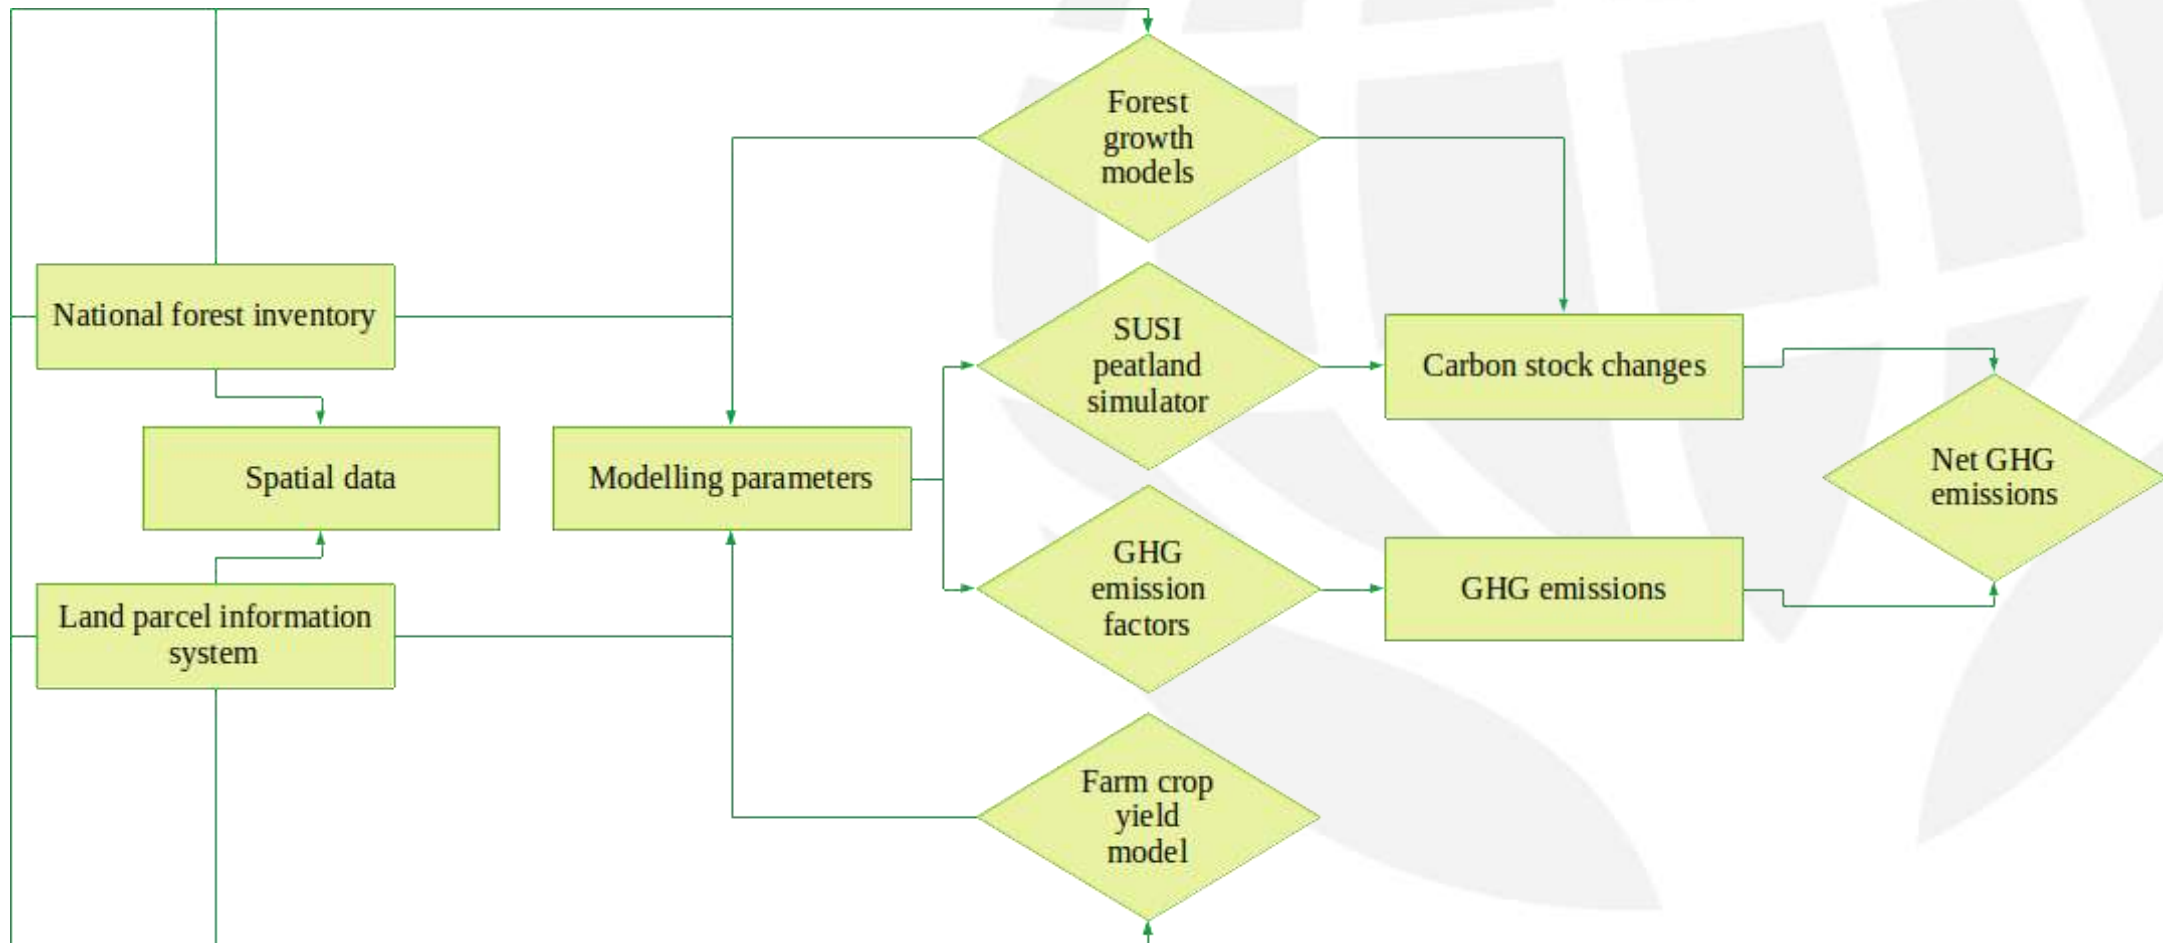 Forest
growth
models
National forest inventory
SUSI
peatland
simulator
Carbon stock changes
Spatial data
Modelling parameters
Net GHG
emissions
Land parcel information
system
GHG
emission
factors
GHG emissions
Farm crop
yield
model